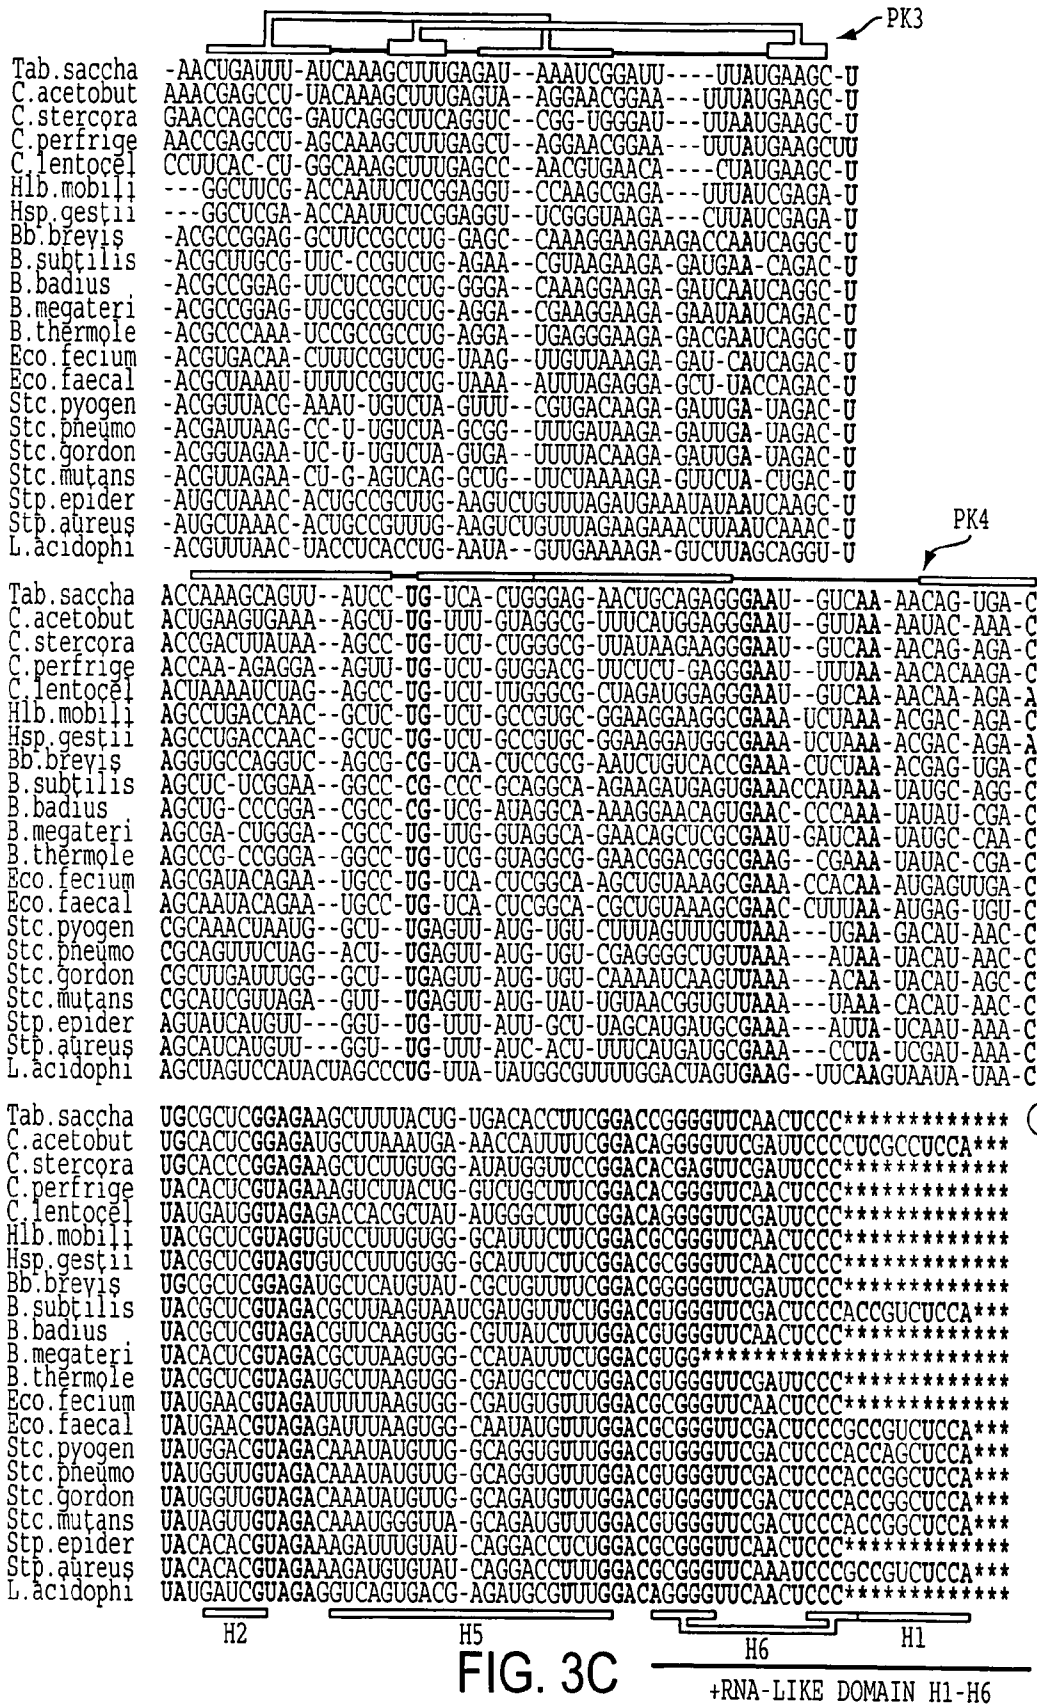 PK3
Tab.saccha -AACUGAUUU-AUCAAAGCUUUGAGAU--AAAUCGGAUU----UUAUGAAGC-U
C.acetobut AAACGAGCCU-UACAAAGCUUUGAGUA--AGGAACGGAA---UUUAUGAAGC-U
C.stercora GAACCAGCCG-GAUCAGGCUUCAGGUC--CGG-UGGGAU---UUAAUGAAGC-U
C.perfrige AACCGAGCCU-AGCAAAGCUUUGAGCU--AGGAACGGAA---UUUAUGAAGCUU
C.lentocel CCUUCAC-CU-GGCAAAGCUUUGAGCC--AACGUGAACA----CUAUGAAGC-U
Hlb.mobili ---GGCUUCG-ACCAAUUCUCGGAGGU--CCAAGCGAGA---UUUAUCGAGA-U
Hsp.gestii ---GGCUCGA-ACCAAUUCUCGGAGGU--UCGGGUAAGA---CUUAUCGAGA-U
Bb.brevis -ACGCCGGAG-GCUUCCGCCUG-GAGC--CAAAGGAAGAAGACCAAUCAGGC-U
B.subtilis -ACGCUUGCG-UUC-CCGUCUG-AGAA--CGUAAGAAGA-GAUGAA-CAGAC-U
B.badius -ACGCCGGAG-UUCUCCGCCUG-GGGA--CAAAGGAAGA-GAUCAAUCAGGC-U
B.megateri -ACGCCGGAG-UUCGCCGUCUG-AGGA--CGAAGGAAGA-GAAUAAUCAGAC-U
B.thermole -ACGCCCAAA-UCCGCCGCCUG-AGGA--UGAGGGAAGA-GACGAAUCAGGC-U
Eco.fecium -ACGUGACAA-CUUUCCGUCUG-UAAG--UUGUUAAAGA-GAU-CAUCAGAC-U
Eco.faecal -ACGCUAAAU-UUUUCCGUCUG-UAAA--AUUUAGAGGA-GCU-UACCAGAC-U
Stc.pyogen -ACGGUUACG-AAAU-UGUCUA-GUUU--CGUGACAAGA-GAUUGA-UAGAC-U
Stc.pneumo -ACGAUUAAG-CC-U-UGUCUA-GCGG--UUUGAUAAGA-GAUUGA-UAGAC-U
Stc.gordon -ACGGUAGAA-UC-U-UGUCUA-GUGA--UUUUACAAGA-GAUUGA-UAGAC-U
Stc.mutans -ACGUUAGAA-CU-G-AGUCAG-GCUG--UUCUAAAAGA-GUUCUA-CUGAC-U
Stp.epider -AUGCUAAAC-ACUGCCGCUUG-AAGUCUGUUUAGAUGAAAUAUAAUCAAGC-U
Stp.aureus -AUGCUAAAC-ACUGCCGUUUG-AAGUCUGUUUAGAAGAAACUUAAUCAAAC-U
L.acidophi -ACGUUUAAC-UACCUCACCUG-AAUA--GUUGAAAAGA-GUCUUAGCAGGU-U
PK4
Tab.saccha ACCAAAGCAGUU--AUCC-UG-UCA-CUGGGAG-AACUGCAGAGGGAAU--GUCAA-AACAG-UGA-C
C.acetobut ACUGAAGUGAAA--AGCU-UG-UUU-GUAGGCG-UUUCAUGGAGGGAAU--GUUAA-AAUAC-AAA-C
C.stercora ACCGACUUAUAA--AGCC-UG-UCU-UGGGCG-UUAUAAGAAGGGAAU--GUCAA-AACAG-AGA-C
C.perfrige ACCAA-AGAGGA--AGUU-UG-UCU-GUGGACG-UUCUCU-GAGGGAAU--UUUAA-AACACAAGA-C
C.lentocel ACUAAAAUCUAG--AGCC-UG-UCU-UUGGGCG-CUAGAUGGAGGGAAU--GUCAA-AACAA-AGA-A
Hlb.mobili AGCCUGACCAAC--GCUC-UG-UCU-GCCGUGC-GGAAGGAAGGCGAAA-UCUAAA-ACGAC-AGA-C
Hsp.gestii AGCCUGACCAAC--GCUC-UG-UCU-GCCGUGC-GGAAGGAUGGCGAAA-UCUAAA-ACGAC-AGA-A
Bb.brevis AGGUGCCAGGUC--AGCG-CG-UCA-CUCCGCG-AAUCUGUCACCGAAA-CUCUAA-ACGAG-UGA-C
B.subtilis AGCUC-UCGGAA--GCCC-CG-CCC-GCAGGCA-AGAAGAUGAGUGAAACCAUAAA-UAUGC-AGG-C
B.badius AGCUG-CCCGGA--CGCC-CG-UCG-AUAGGCA-AAAGGAACAGUGAAC-CCCAAA-UAUAU-CGA-C
B.megateri AGCGA-CUGGGA--CGCC-UG-UUG-GUAGGCA-GAACAGCUCGCGAAU-GAUCAA-UAUGC-CAA-C
B.thermole AGCCG-CCGGGA--GGCC-UG-UCG-GUAGGCG-GAACGGACGGCGAAG--CGAAA-UAUAC-CGA-C
Eco.fecium AGCGAUACAGAA--UGCC-UG-UCA-CUCGGCA-AGCUGUAAAGCGAAA-CCACAA-AUGAGUUGA-C
Eco.faecal AGCAAUACAGAA--UGCC-UG-UCA-CUCGGCA-CGCUGUAAAGCGAAC-CUUUAA-AUGAG-UGU-C
Stc.pyogen CGCAAACUAAUG--GCU--UGAGUU-AUG-UGU-CUUUAGUUUGUUAAA---UGAA-GACAU-AAC-C
Stc.pneumo CGCAGUUUCUAG--ACU--UGAGUU-AUG-UGU-CGAGGGGCUGUUAAA---AUAA-UACAU-AAC-C
Stc.gordon CGCUUGAUUUGG--GCU--UGAGUU-AUG-UGU-CAAAAUCAAGUUAAA---ACAA-UACAU-AGC-C
Stc.mutans CGCAUCGUUAGA--GUU--UGAGUU-AUG-UAU-UGUAACGGUGUUAAA---UAAA-CACAU-AAC-C
Stp.epider AGUAUCAUGUU---GGU--UG-UUU-AUU-GCU-UAGCAUGAUGCGAAA---AUUA-UCAAU-AAA-C
Stp.aureus AGCAUCAUGUU---GGU--UG-UUU-AUC-ACU-UUUCAUGAUGCGAAA---CCUA-UCGAU-AAA-C
L.acidophi AGCUAGUCCAUACUAGCCCUG-UUA-UAUGGCGUUUUGGACUAGUGAAG--UUCAAGUAAUA-UAA-C
Tab.saccha UGCGCUCGGAGAAGCUUUUACUG-UGACACCUUCGGACCGGGGUUCAACUCCC*************
C.acetobut UGCACUCGGAGAUGCUUAAAUGA-AACCAUUUUCGGACAGGGGUUCGAUUCCCCUCGCCUCCA***
C.stercora UGCACCCGGAGAAGCUCUUGUGG-AUAUGGUUCCGGACACGAGUUCGAUUCCC*************
C.perfrige UACACUCGUAGAAAGUCUUACUG-GUCUGCUUUCGGACACGGGUUCAACUCCC*************
C.lentocel UAUGAUGGUAGAGACCACGCUAU-AUGGGCUUUCGGACAGGGGUUCGAUUCCC*************
Hlb.mobili UACGCUCGUAGUGUCCUUUGUGG-GCAUUUCUUCGGACGCGGGUUCAACUCCC*************
Hsp.gestii UACGCUCGUAGUGUCCUUUGUGG-GCAUUUCUUCGGACGCGGGUUCAACUCCC*************
Bb.brevis UGCGCUCGGAGAUGCUCAUGUAU-CGCUGUUUUCGGACGGGGGUUCGAUUCCC*************
B.subtilis UACGCUCGUAGACGCUUAAGUAAUCGAUGUUUCUGGACGUGGGUUCGACUCCCACCGUCUCCA***
B.badius UACGCUCGUAGACGUUCAAGUGG-CGUUAUCUUUGGACGUGGGUUCAACUCCC*************
B.megateri UACACUCGUAGACGCUUAAGUGG-CCAUAUUUCUGGACGUGG************************
B.thermole UACGCUCGUAGAUGCUUAAGUGG-CGAUGCCUCUGGACGUGGGUUCGAUUCCC*************
Eco.fecium UAUGAACGUAGAUUUUUAAGUGG-CGAUGUGUUUGGACGCGGGUUCAACUCCC*************
Eco.faecal UAUGAACGUAGAGAUUUAAGUGG-CAAUAUGUUUGGACGCGGGUUCGACUCCCGCCGUCUCCA***
Stc.pyogen UAUGGACGUAGACAAAUAUGUUG-GCAGGUGUUUGGACGUGGGUUCGACUCCCACCAGCUCCA***
Stc.pneumo UAUGGUUGUAGACAAAUAUGUUG-GCAGGUGUUUGGACGUGGGUUCGACUCCCACCGGCUCCA***
Stc.gordon UAUGGUUGUAGACAAAUAUGUUG-GCAGAUGUUUGGACGUGGGUUCGACUCCCACCGGCUCCA***
Stc.mutans UAUAGUUGUAGACAAAUGGGUUA-GCAGAUGUUUGGACGUGGGUUCGACUCCCACCGGCUCCA***
Stp.epider UACACACGUAGAAAGAUUUGUAU-CAGGACCUCUGGACGCGGGUUCAACUCCC*************
Stp.aureus UACACACGUAGAAAGAUGUGUAU-CAGGACCUUUGGACGCGGGUUCAAAUCCCGCCGUCUCCA***
L.acidophi UAUGAUCGUAGAGGUCAGUGACG-AGAUGCGUUUGGACAGGGGUUCAAUCCC*************
H2 H5 H6 H1
FIG. 3C
+RNA-LIKE DOMAIN H1-H6